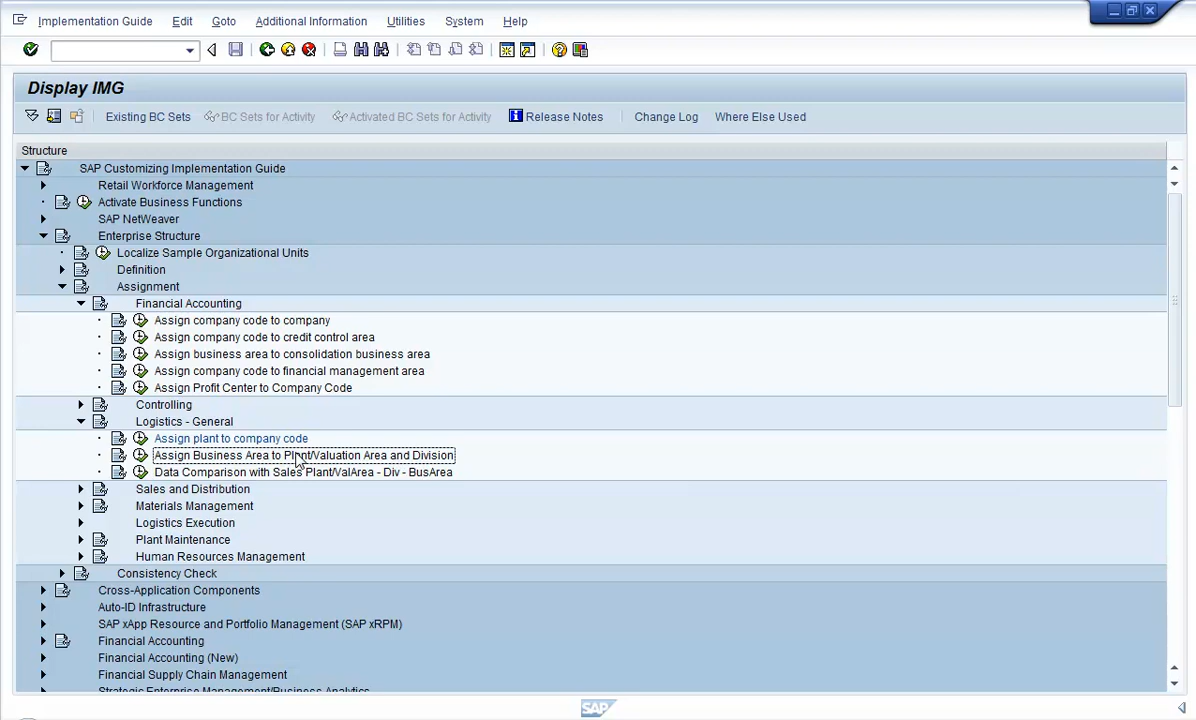 Implementation Guide Edit Goto Additional Information Utilities System Help
Display IMG
Existing BC Sets BC Sets for Activity Activated BC Sets for Activity Release Notes Change Log Where Else Used
Structure
SAP Customizing Implementation Guide
Retail Workforce Management
Activate Business Functions
SAP NetWeaver
Enterprise Structure
Localize Sample Organizational Units
Definition
Assignment
Financial Accounting
Assign company code to company
Assign company code to credit control area
Assign business area to consolidation business area
Assign company code to financial management area
Assign Profit Center to Company Code
Controlling
Logistics - General
Assign plant to company code
Assign Business Area to Plant/Valuation Area and Division
Data Comparison with Sales Plant/ValArea - Div - BusArea
Sales and Distribution
Materials Management
Logistics Execution
Plant Maintenance
Human Resources Management
Consistency Check
Cross-Application Components
Auto-ID Infrastructure
SAP xApp Resource and Portfolio Management (SAP xRPM)
Financial Accounting
Financial Accounting (New)
Financial Supply Chain Management
Strategic Enterprise Management/Business Analytics
SAP